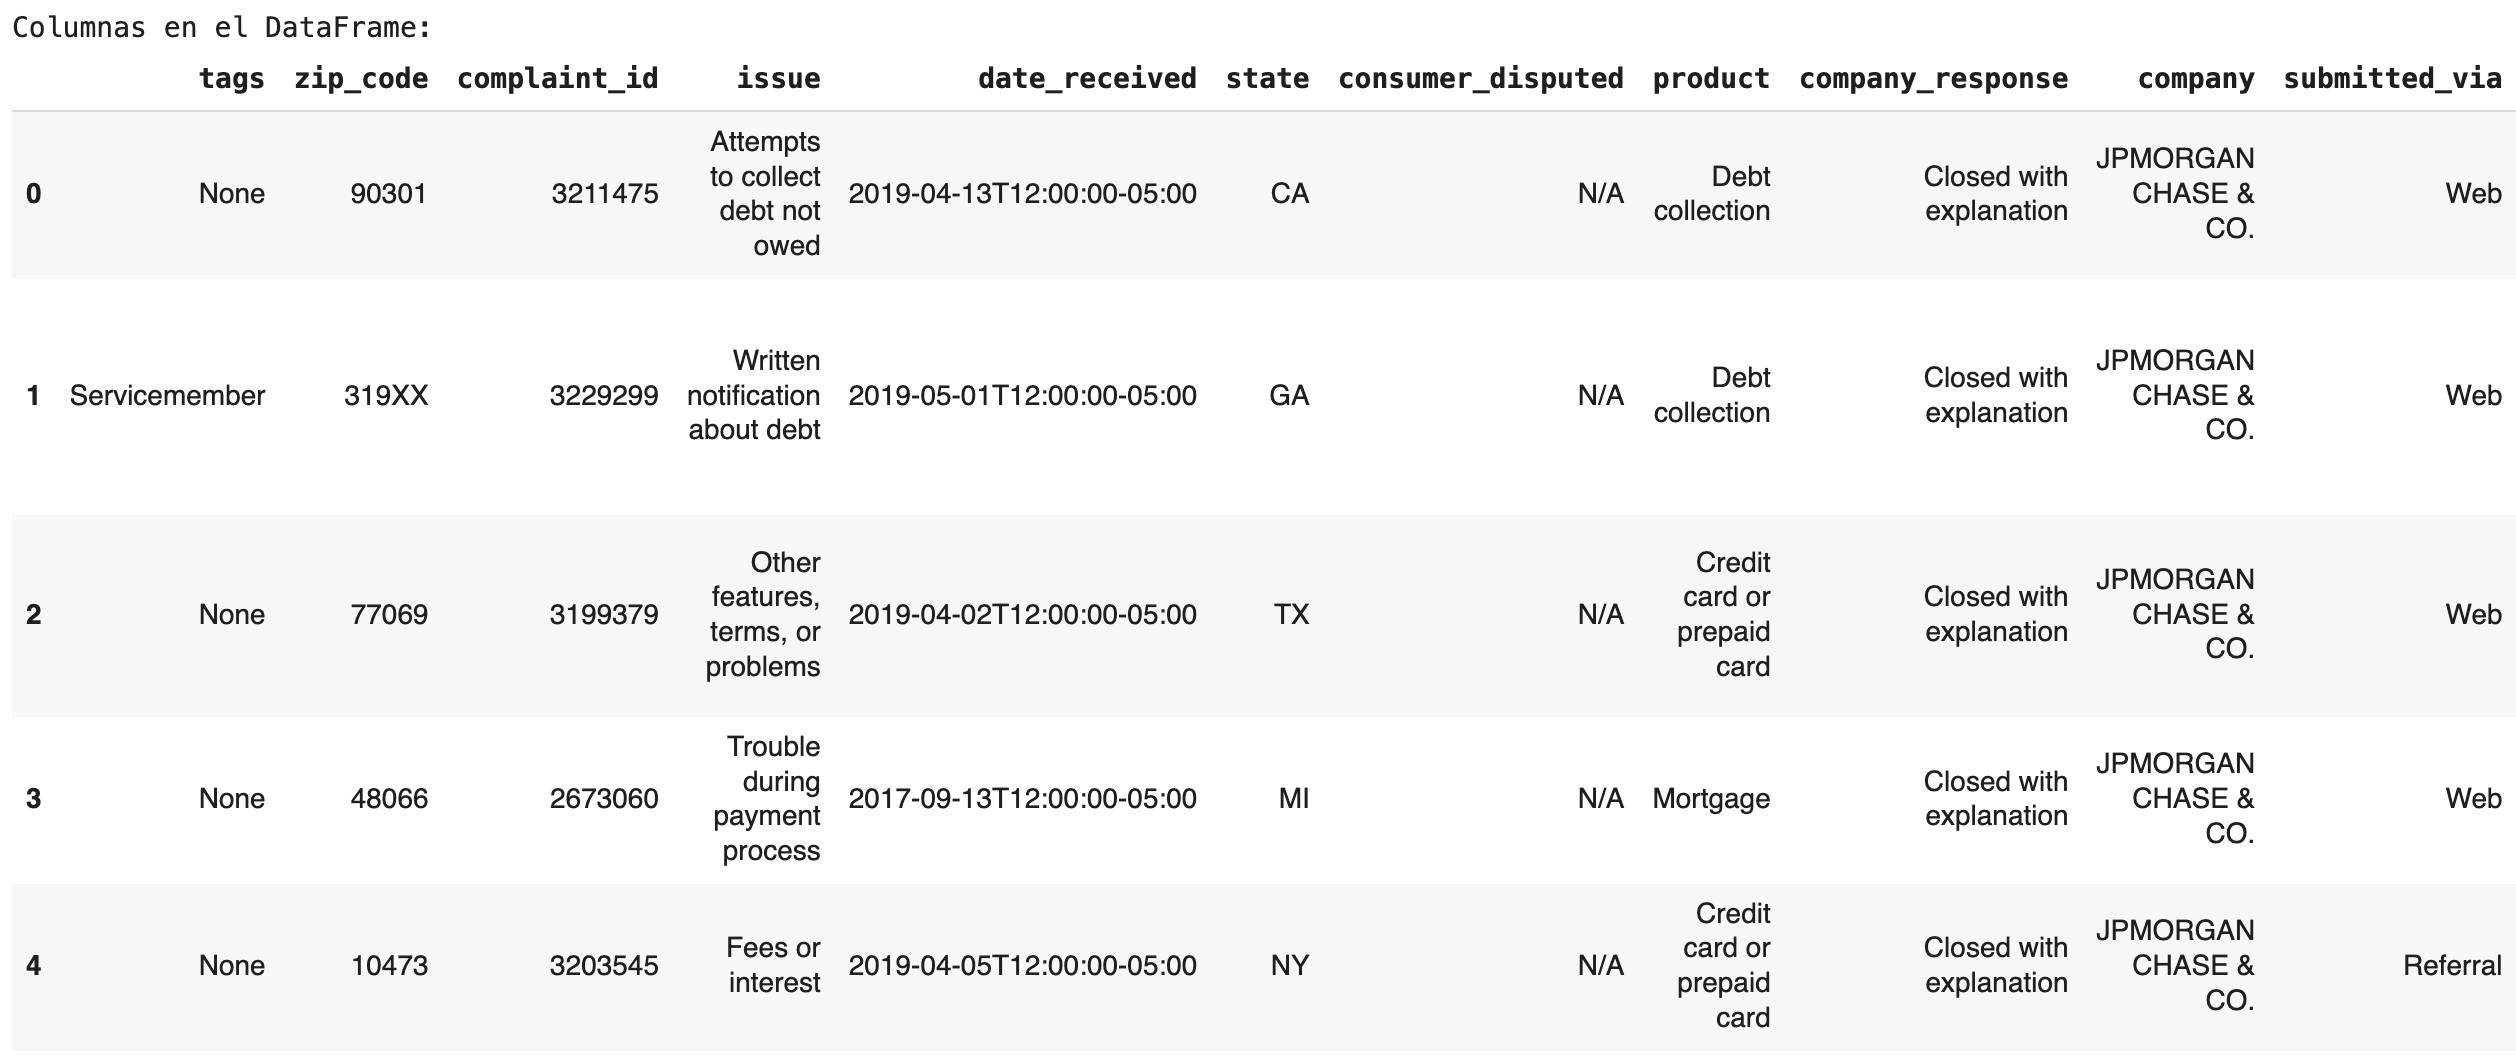 Columnas en el DataFrame:
tags zip_code complaint_id issue date_received state consumer_disputed product company_response company submitted_via
0 None 90301 3211475 Attempts to collect debt not owed 2019-04-13T12:00:00-05:00 CA N/A Debt collection Closed with explanation JPMORGAN CHASE & CO. Web
1 Servicemember 319XX 3229299 Written notification about debt 2019-05-01T12:00:00-05:00 GA N/A Debt collection Closed with explanation JPMORGAN CHASE & CO. Web
2 None 77069 3199379 Other features, terms, or problems 2019-04-02T12:00:00-05:00 TX N/A Credit card or prepaid card Closed with explanation JPMORGAN CHASE & CO. Web
3 None 48066 2673060 Trouble during payment process 2017-09-13T12:00:00-05:00 MI N/A Mortgage Closed with explanation JPMORGAN CHASE & CO. Web
4 None 10473 3203545 Fees or interest 2019-04-05T12:00:00-05:00 NY N/A Credit card or prepaid card Closed with explanation JPMORGAN CHASE & CO. Referral